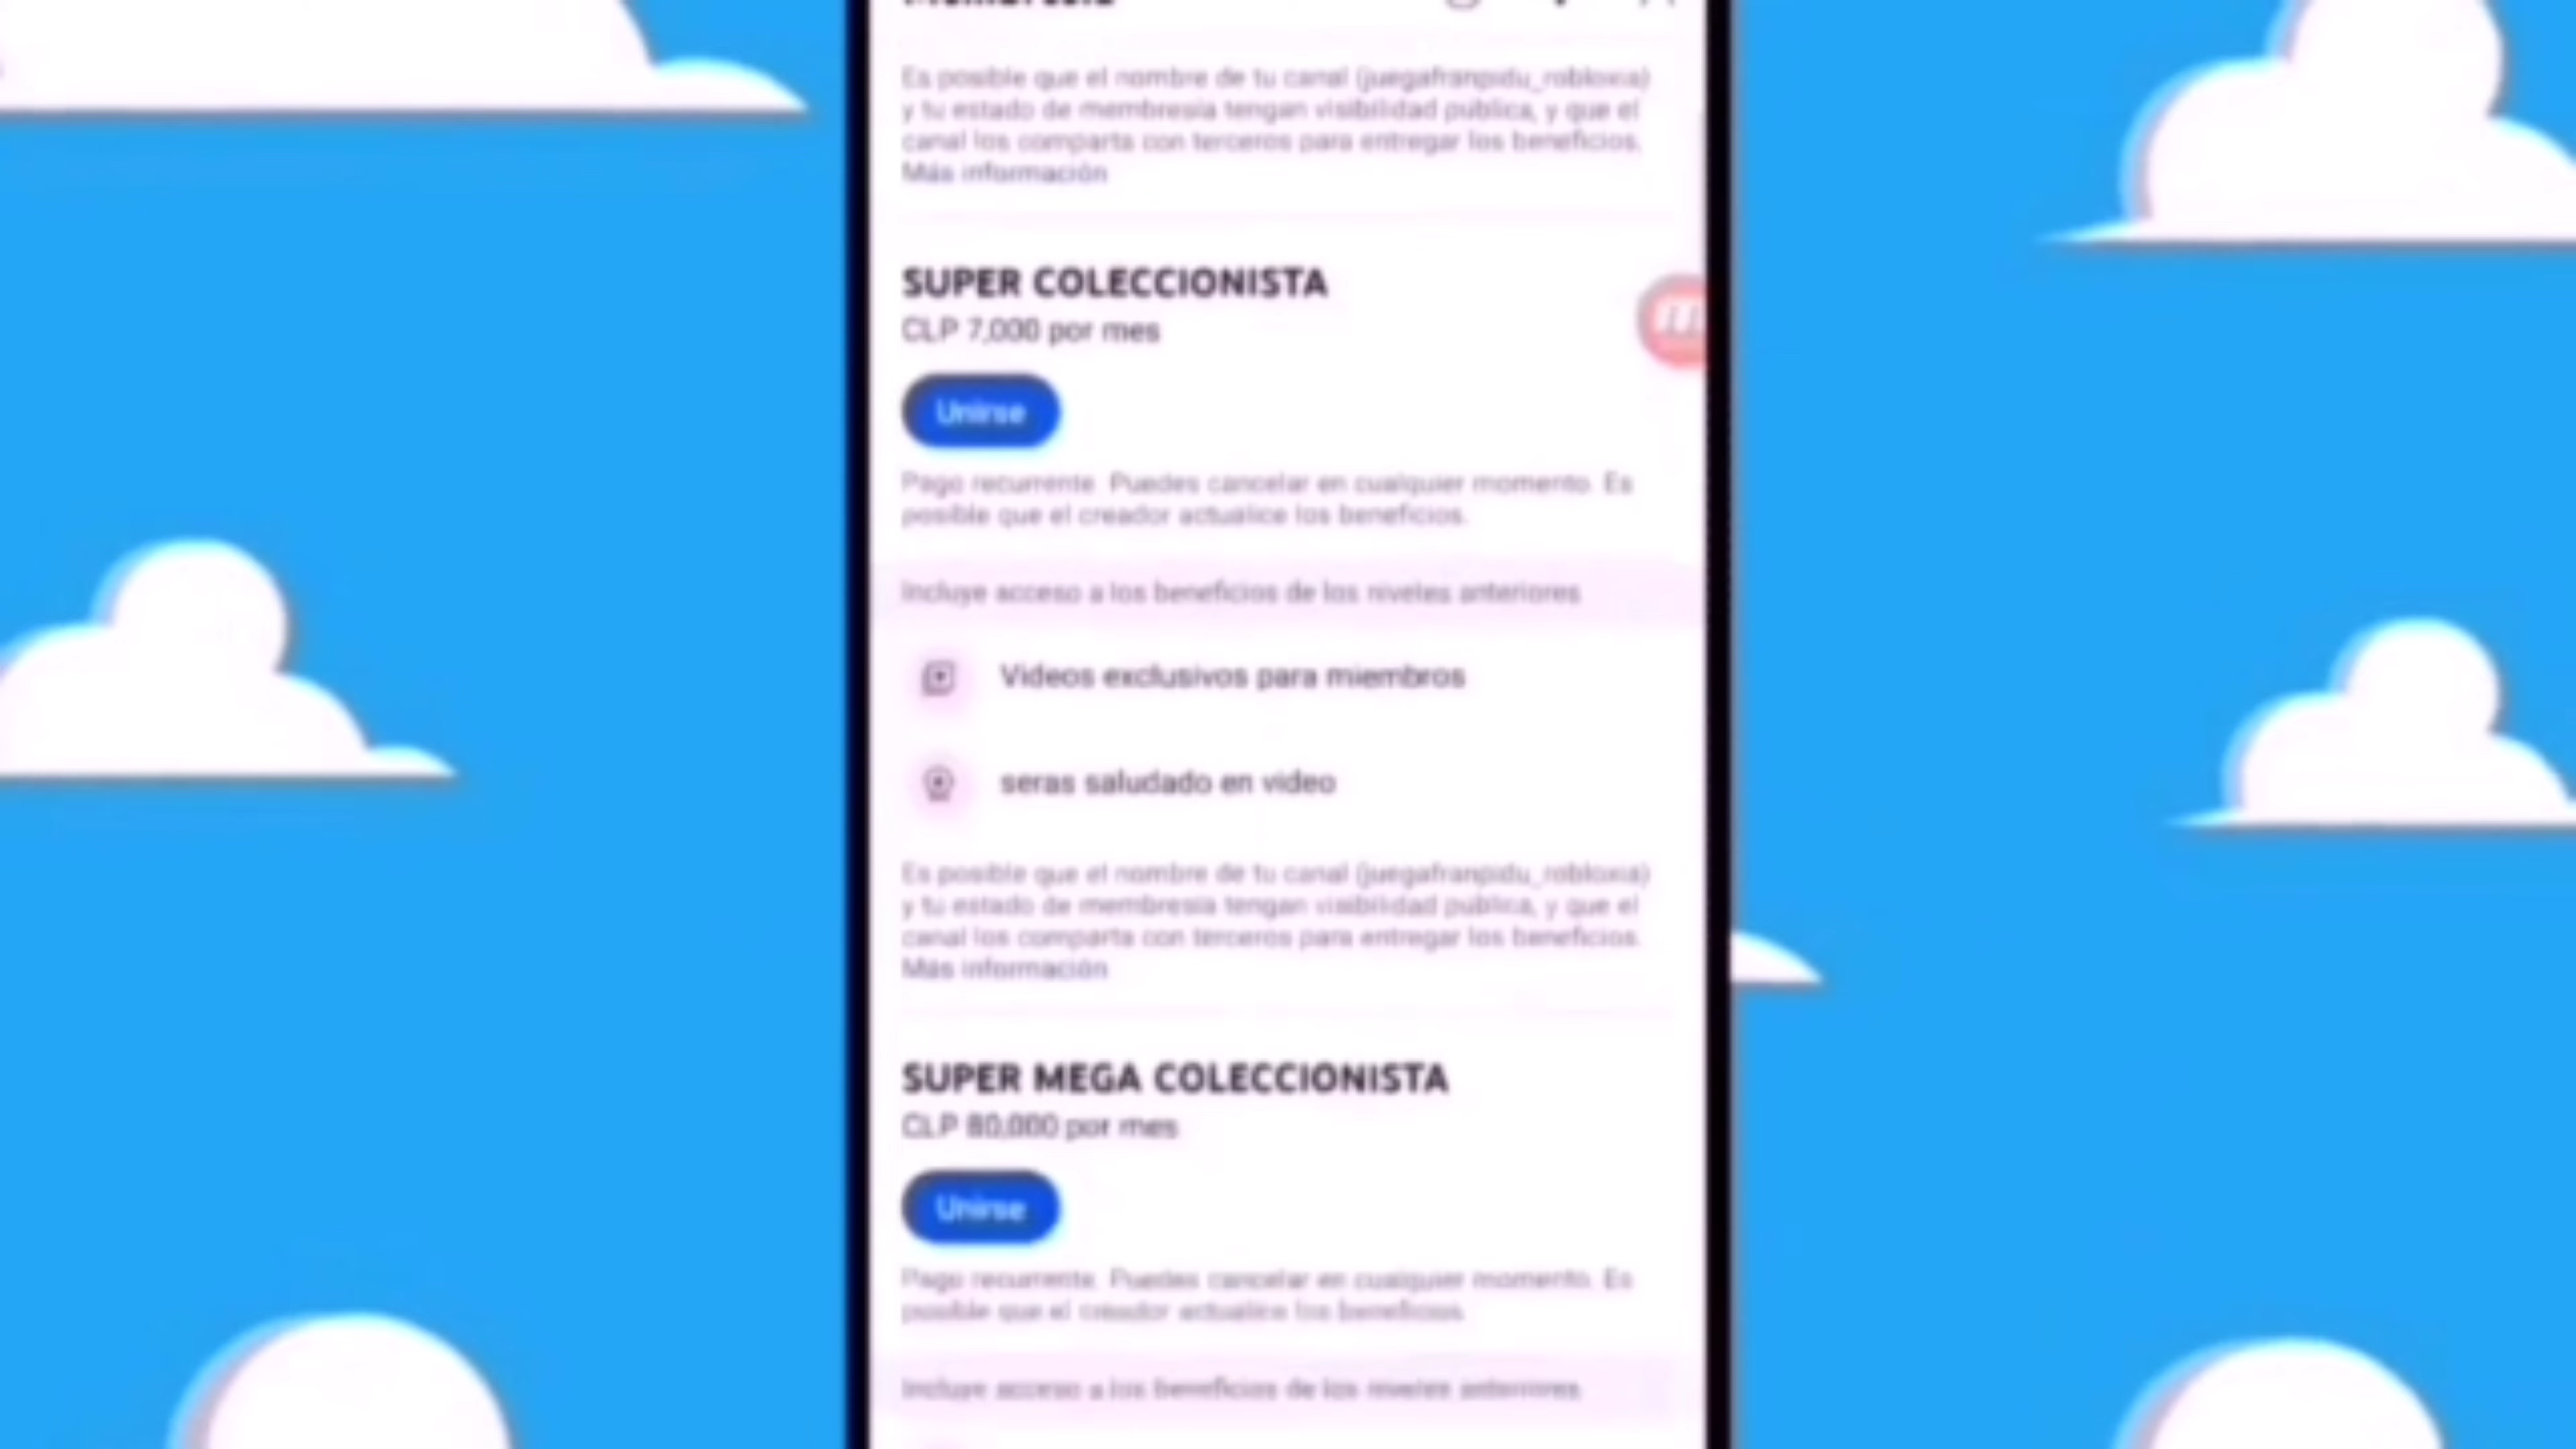 Es posible que el nombre de tu canal (juegafranpidu_robloxia)
y tu estado de membresía tengan visibilidad pública, y que el
canal los comparta con terceros para entregar los beneficios.
Más información
SUPER COLECCIONISTA
CLP 7,000 por mes
Unirse
Pago recurrente. Puedes cancelar en cualquier momento. Es
posible que el creador actualice los beneficios.
Incluye acceso a los beneficios de los niveles anteriores
Videos exclusivos para miembros
seras saludado en video
Es posible que el nombre de tu canal (juegafranpidu_robloxia)
y tu estado de membresía tengan visibilidad pública, y que el
canal los comparta con terceros para entregar los beneficios.
Más información
SUPER MEGA COLECCIONISTA
CLP 80,000 por mes
Unirse
Pago recurrente. Puedes cancelar en cualquier momento. Es
posible que el creador actualice los beneficios.
Incluye acceso a los beneficios de los niveles anteriores